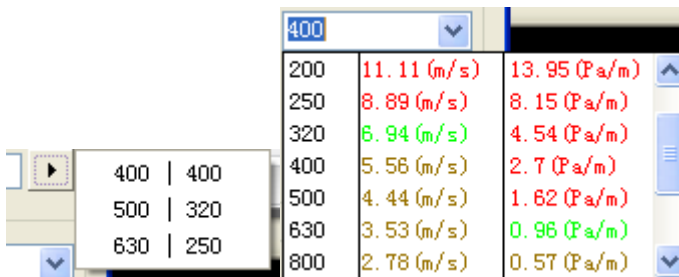 400
200 11.11(m/s) 13.95(Pa/m)
250 8.89(m/s) 8.15(Pa/m)
320 6.94(m/s) 4.54(Pa/m)
400 5.56(m/s) 2.7(Pa/m)
500 4.44(m/s) 1.62(Pa/m)
630 3.53(m/s) 0.96(Pa/m)
800 2.78(m/s) 0.57(Pa/m)
400 | 400
500 | 320
630 | 250